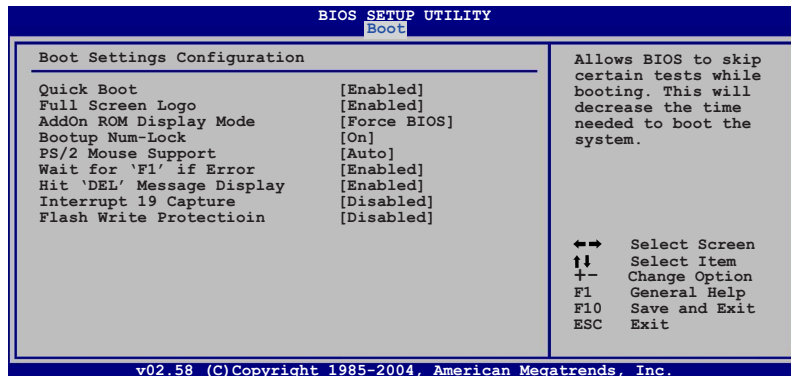 BIOS SETUP UTILITY
Boot
Boot Settings Configuration
Quick Boot [Enabled]
Full Screen Logo [Enabled]
AddOn ROM Display Mode [Force BIOS]
Bootup Num-Lock [On]
PS/2 Mouse Support [Auto]
Wait for ‘F1’ if Error [Enabled]
Hit ‘DEL’ Message Display [Enabled]
Interrupt 19 Capture [Disabled]
Flash Write Protectioin [Disabled]
Allows BIOS to skip
certain tests while
booting. This will
decrease the time
needed to boot the
system.
←→ Select Screen
↑↓ Select Item
+- Change Option
F1 General Help
F10 Save and Exit
ESC Exit
v02.58 (C)Copyright 1985-2004, American Megatrends, Inc.